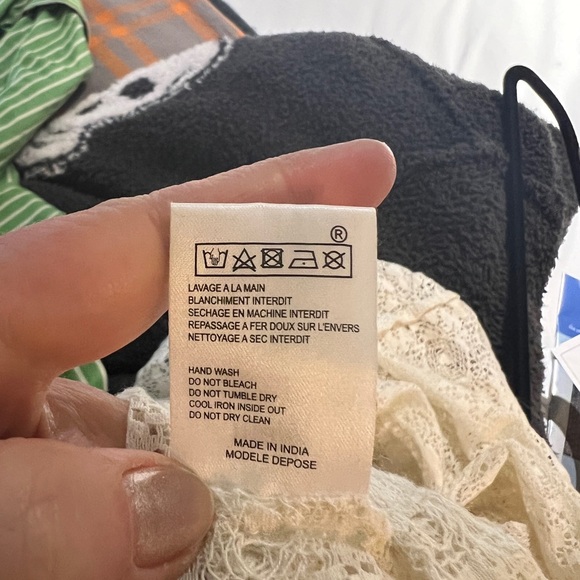 ®
LAVAGE A LA MAIN
BLANCHIMENT INTERDIT
SECHAGE EN MACHINE INTERDIT
REPASSAGE A FER DOUX SUR L'ENVERS
NETTOYAGE A SEC INTERDIT
HAND WASH
DO NOT BLEACH
DO NOT TUMBLE DRY
COOL IRON INSIDE OUT
DO NOT DRY CLEAN
MADE IN INDIA
MODELE DEPOSE